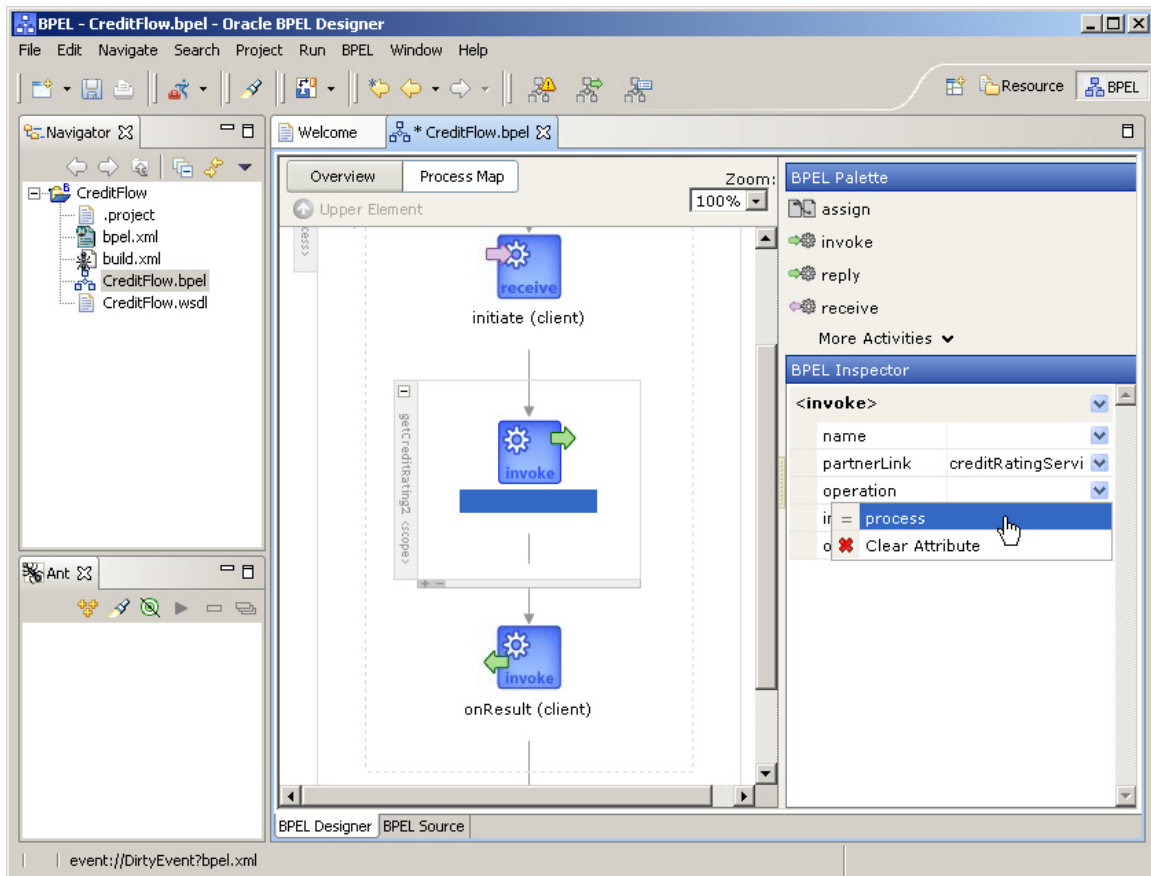 BPEL - CreditFlow.bpel - Oracle BPEL Designer
File Edit Navigate Search Project Run BPEL Window Help
Resource BPEL
Navigator
CreditFlow
.project
bpel.xml
build.xml
CreditFlow.bpel
CreditFlow.wsdl
Ant
Welcome * CreditFlow.bpel
Overview Process Map
Zoom:
Upper Element 100%
cess>
receive
initiate (client)
getCreditRating2 <scope>
invoke
invoke
onResult (client)
BPEL Designer BPEL Source
BPEL Palette
assign
invoke
reply
receive
More Activities
BPEL Inspector
<invoke>
name
partnerLink creditRatingServi
operation
in
= process
o
Clear Attribute
event://DirtyEvent?bpel.xml